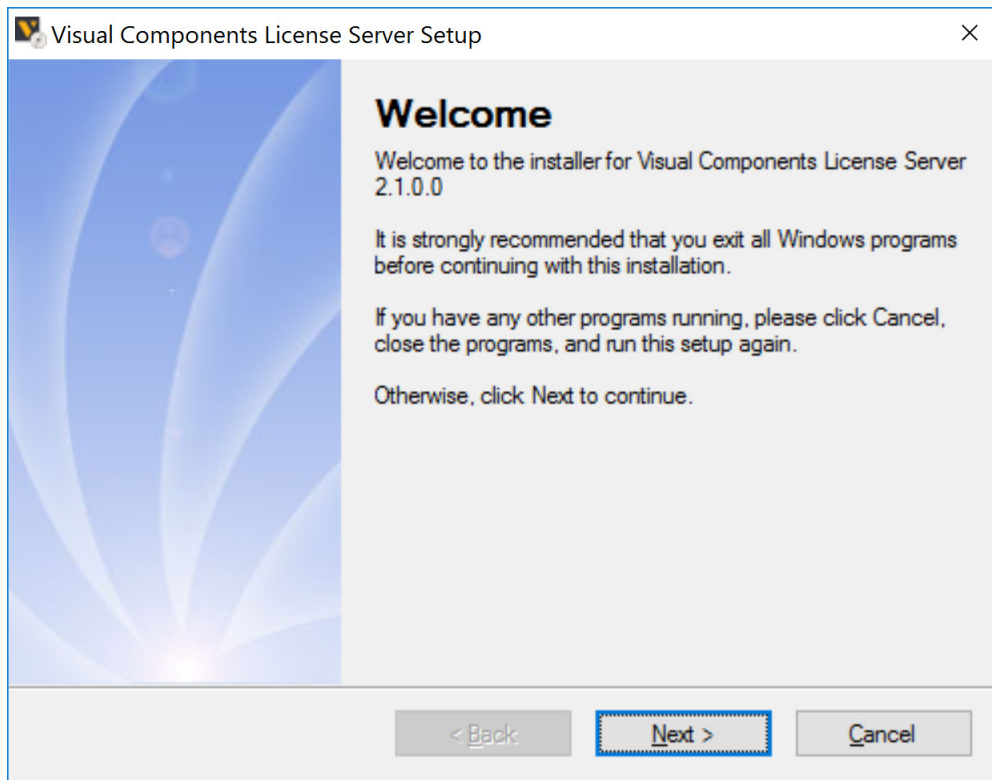 Visual Components License Server Setup
Welcome
Welcome to the installer for Visual Components License Server
2.1.0.0
It is strongly recommended that you exit all Windows programs
before continuing with this installation.
If you have any other programs running, please click Cancel,
close the programs, and run this setup again.
Otherwise, click Next to continue.
< Back
Next >
Cancel